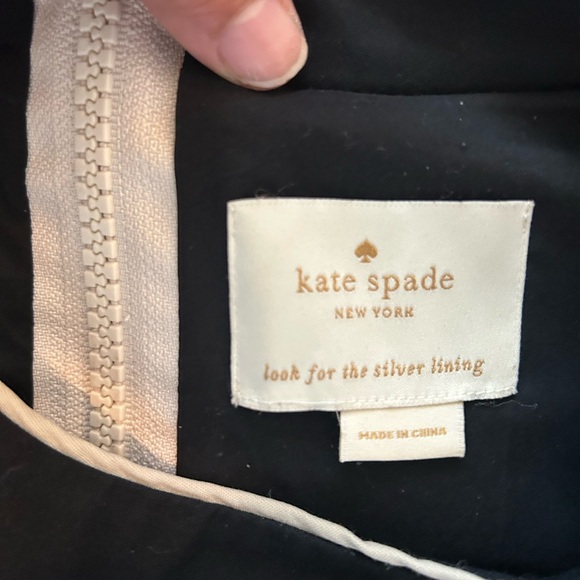 kate spade
NEW YORK
look for the silver lining
MADE IN CHINA